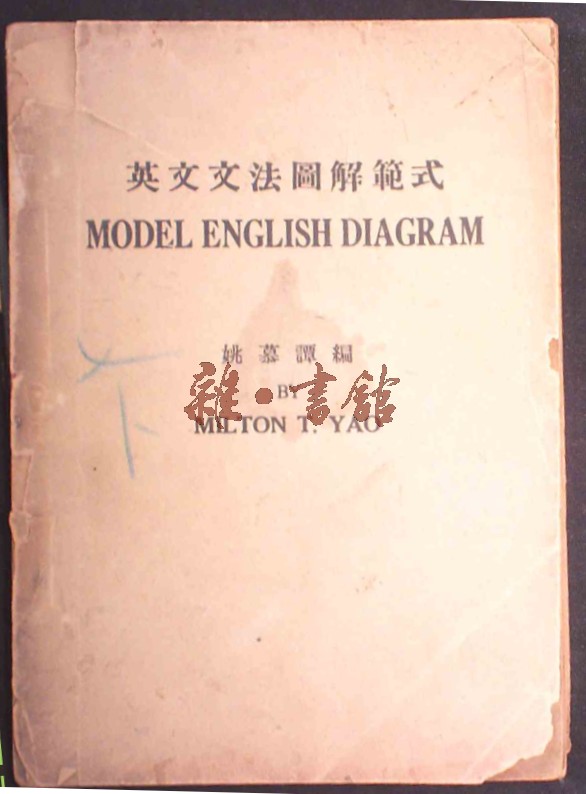 英文文法圖解範式
MODEL ENGLISH DIAGRAM
姚慕譚編
雜·書館
BY
MILTON T. YAO
下